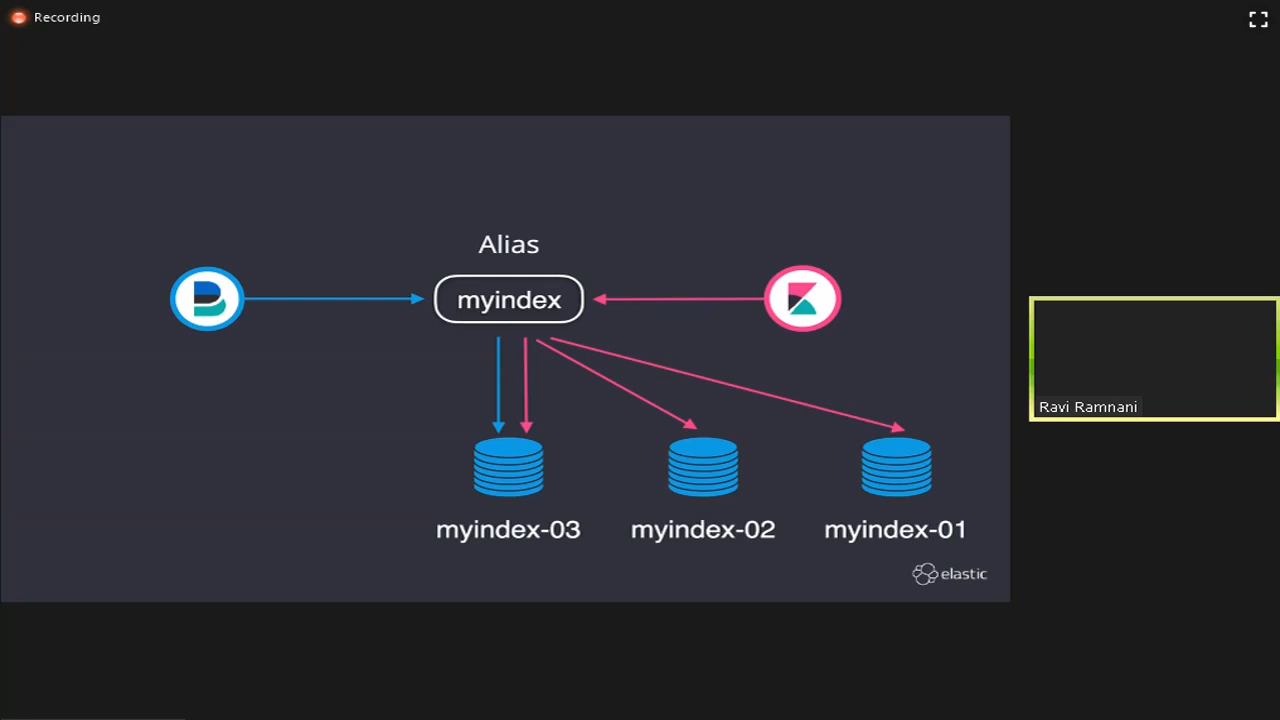 Recording
Alias
myindex
myindex-03
myindex-02
myindex-01
elastic
Ravi Ramnani